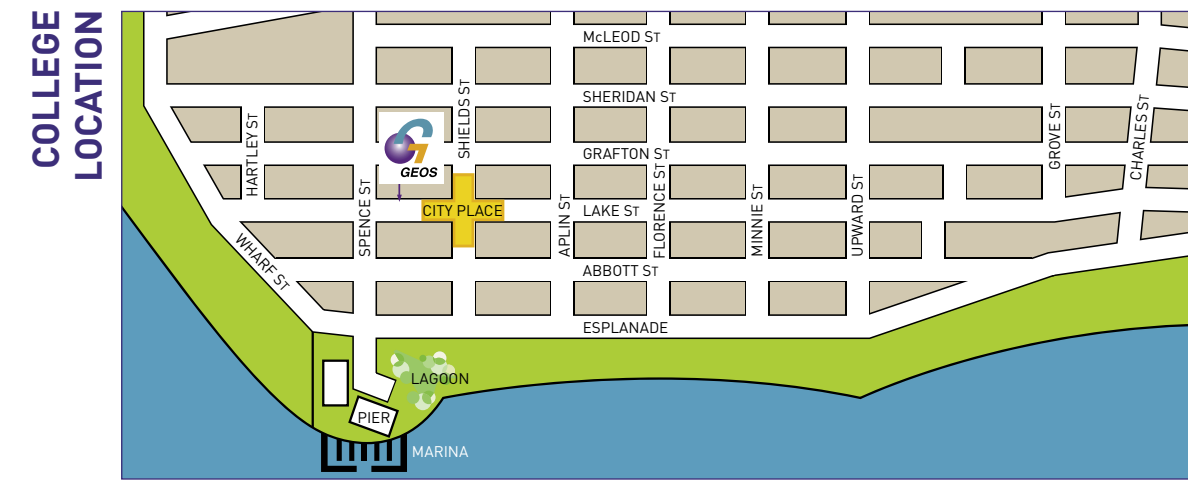 COLLEGE
LOCATION
McLEOD ST
SHIELDS ST
SHERIDAN ST
HARTLEY ST
GEOS
GRAFTON ST
GROVE ST
CHARLES ST
SPENCE ST
CITY PLACE
APLIN ST
LAKE ST
FLORENCE ST
MINNIE ST
UPWARD ST
WHARF ST
ABBOTT ST
ESPLANADE
LAGOON
PIER
MARINA